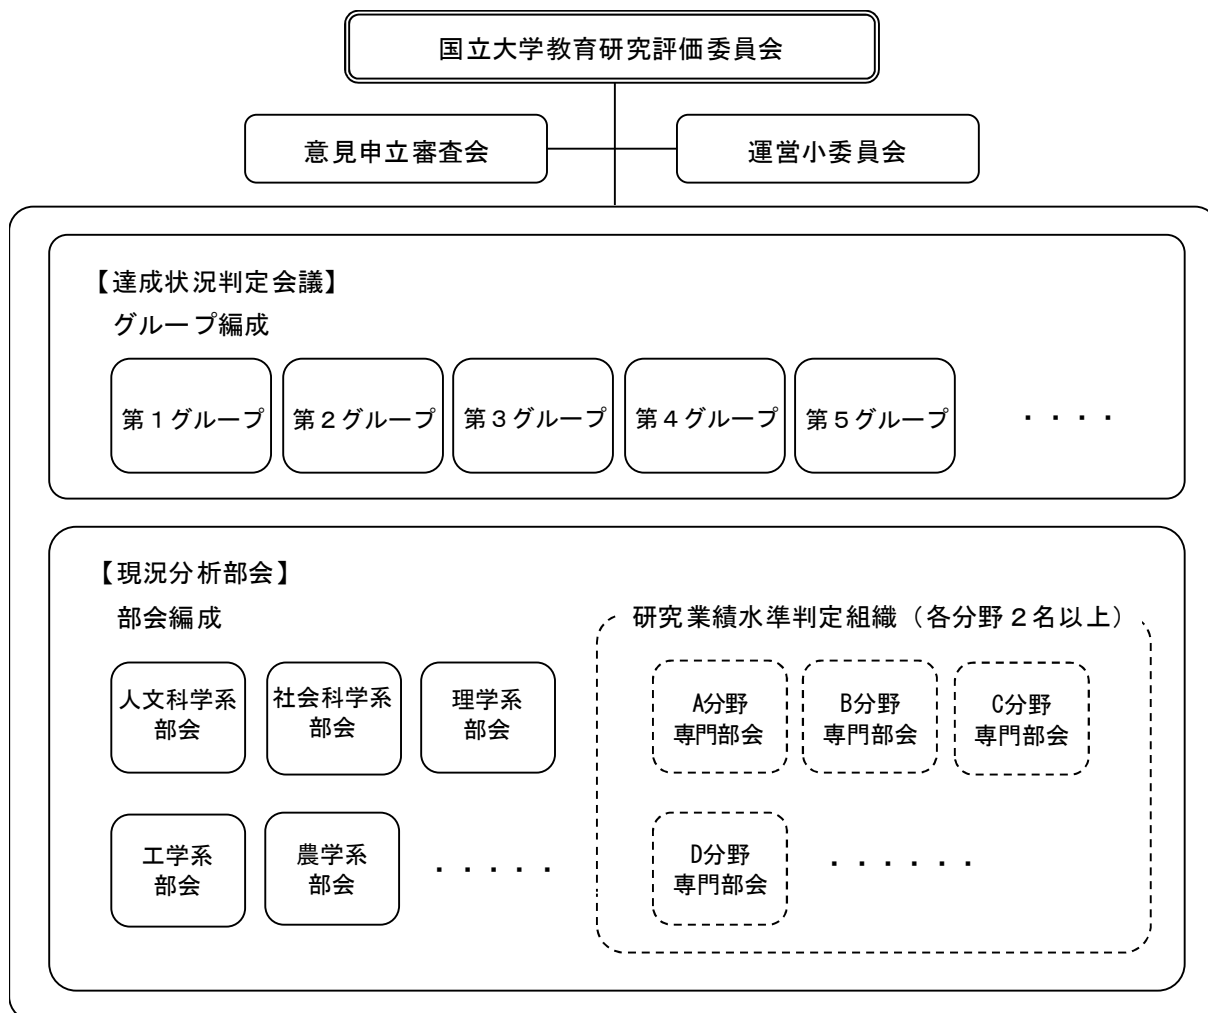 国立大学教育研究評価委員会
意見申立審査会
運営小委員会
【達成状況判定会議】
グループ編成
第１グループ
第２グループ
第３グループ
第４グループ
第５グループ
・・・・
【現況分析部会】
部会編成
人文科学系
部会
社会科学系
部会
理学系
部会
工学系
部会
農学系
部会
・・・・・
研究業績水準判定組織（各分野２名以上）
A分野
専門部会
B分野
専門部会
C分野
専門部会
D分野
専門部会
・・・・・・